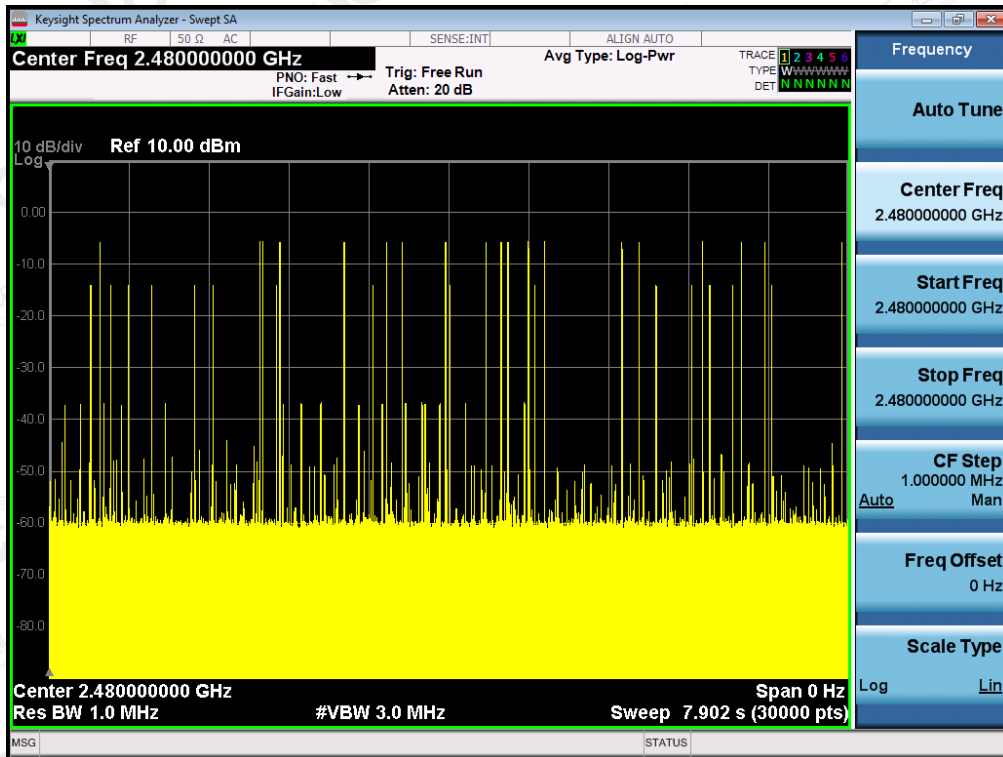 Keysight Spectrum Analyzer - Swept SA
LXI RF 50 Ω AC SENSE:INT ALIGN AUTO
Center Freq 2.480000000 GHz
PNO: Fast
IFGain:Low
Trig: Free Run
Atten: 20 dB
Avg Type: Log-Pwr
TRACE 1 2 3 4 5 6
TYPE WWWWWW
DET N N N N N N
10 dB/div Ref 10.00 dBm
Log
0.00
-10.0
-20.0
-30.0
-40.0
-50.0
-60.0
-70.0
-80.0
Center 2.480000000 GHz Span 0 Hz
Res BW 1.0 MHz #VBW 3.0 MHz Sweep 7.902 s (30000 pts)
MSG STATUS
Frequency
Auto Tune
Center Freq
2.480000000 GHz
Start Freq
2.480000000 GHz
Stop Freq
2.480000000 GHz
CF Step
1.000000 MHz
Auto Man
Freq Offset
0 Hz
Scale Type
Log Lin